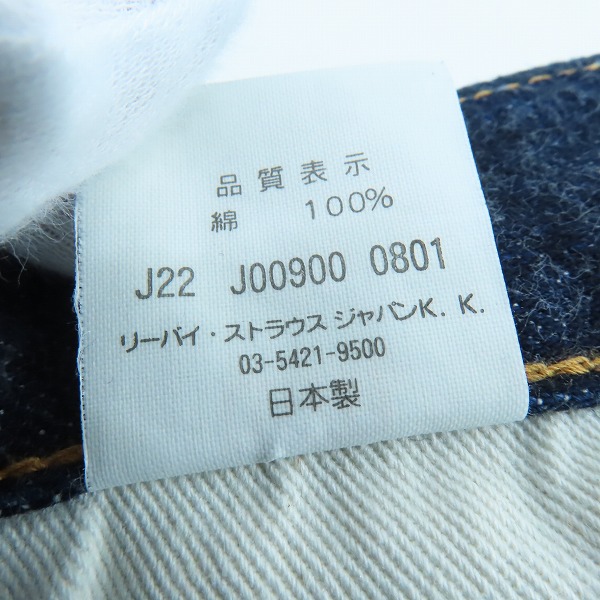 品質表示
綿 100%
J22 J00900 0801
リーバイ・ストラウス ジャパンK. K.
03-5421-9500
日本製